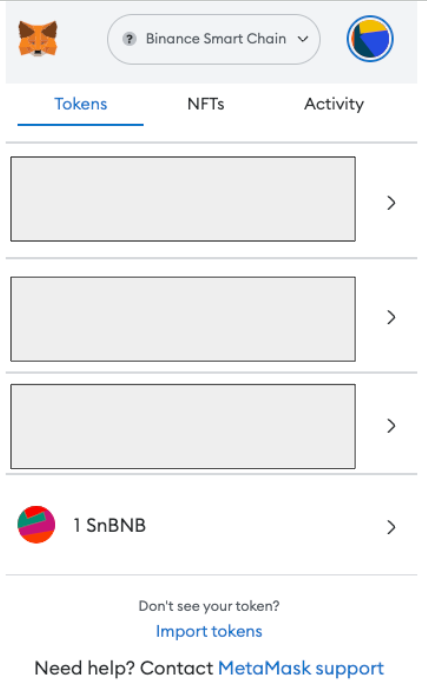 ? Binance Smart Chain
Tokens NFTs Activity
1 SnBNB
Don't see your token?
Import tokens
Need help? Contact MetaMask support